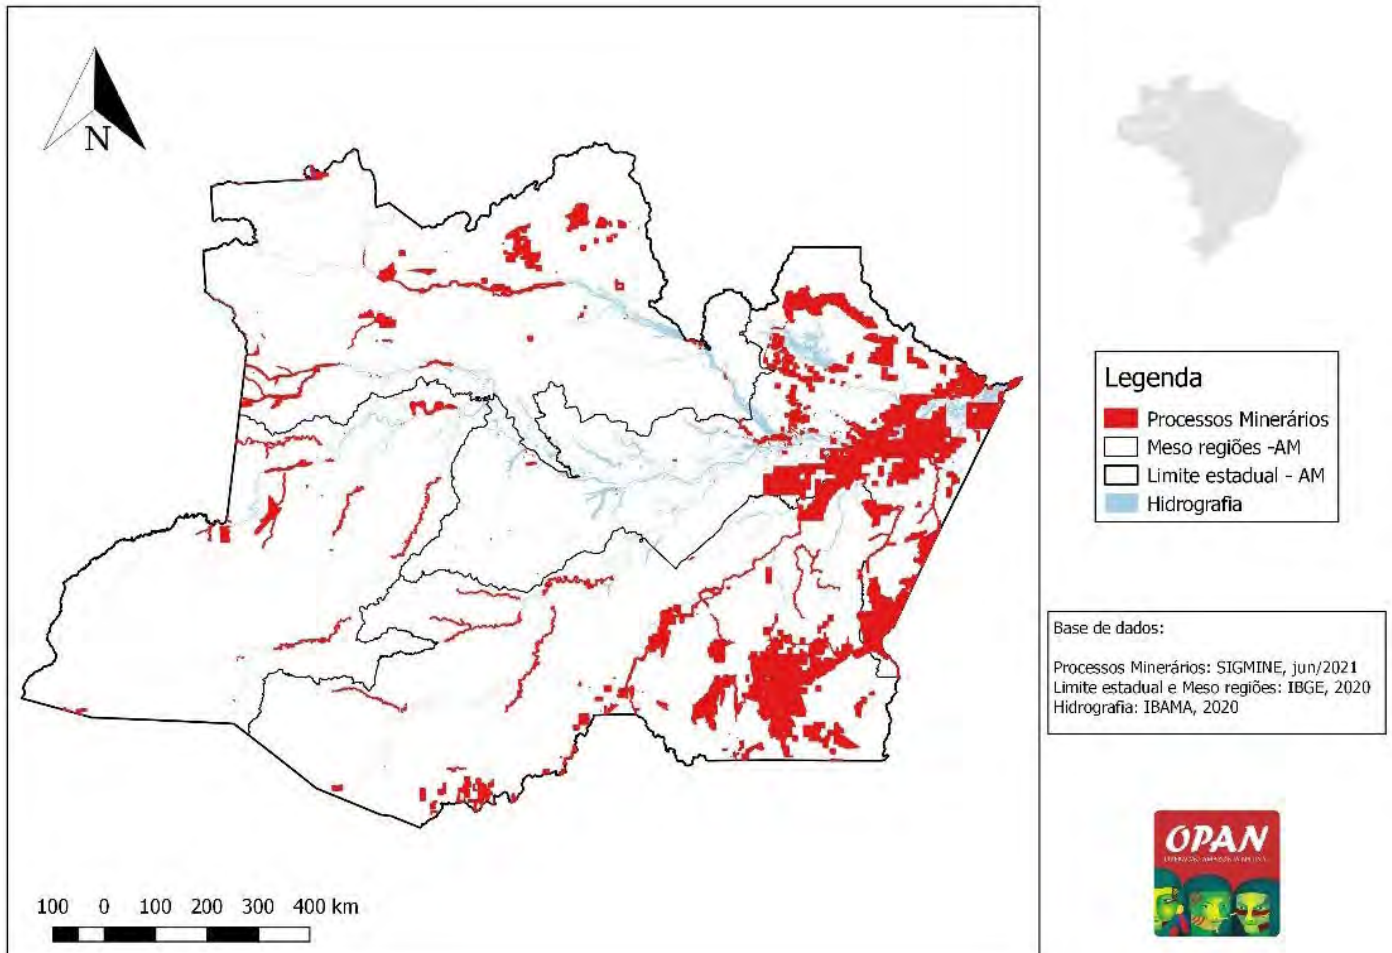 N
100 0 100 200 300 400 km
Legenda
Processos Minerários
Meso regiões -AM
Limite estadual - AM
Hidrografia
Base de dados:
Processos Minerários: SIGMINE, jun/2021
Limite estadual e Meso regiões: IBGE, 2020
Hidrografia: IBAMA, 2020
OPAN